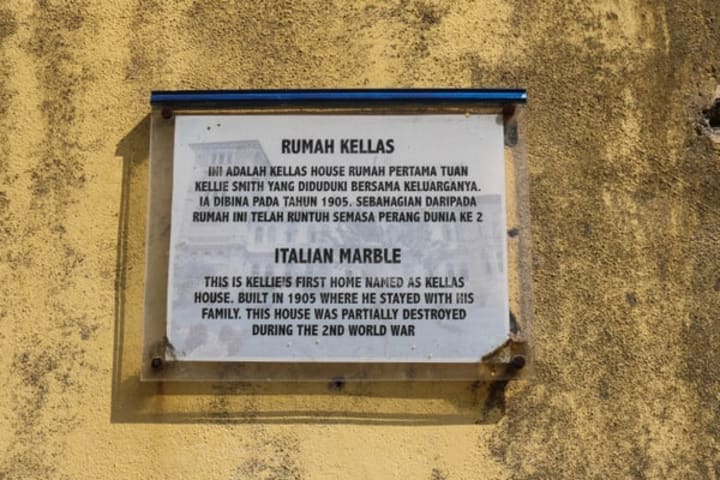 RUMAH KELLAS
INI ADALAH KELLAS HOUSE RUMAH PERTAMA TUAN
KELLIE SMITH YANG DIDUDUKI BERSAMA KELUARGANYA.
IA DIBINA PADA TAHUN 1905. SEBAHAGIAN DARIPADA
RUMAH INI TELAH RUNTUH SEMASA PERANG DUNIA KE 2
ITALIAN MARBLE
THIS IS KELLIE'S FIRST HOME NAMED AS KELLAS
HOUSE. BUILT IN 1905 WHERE HE STAYED WITH HIS
FAMILY. THIS HOUSE WAS PARTIALLY DESTROYED
DURING THE 2ND WORLD WAR